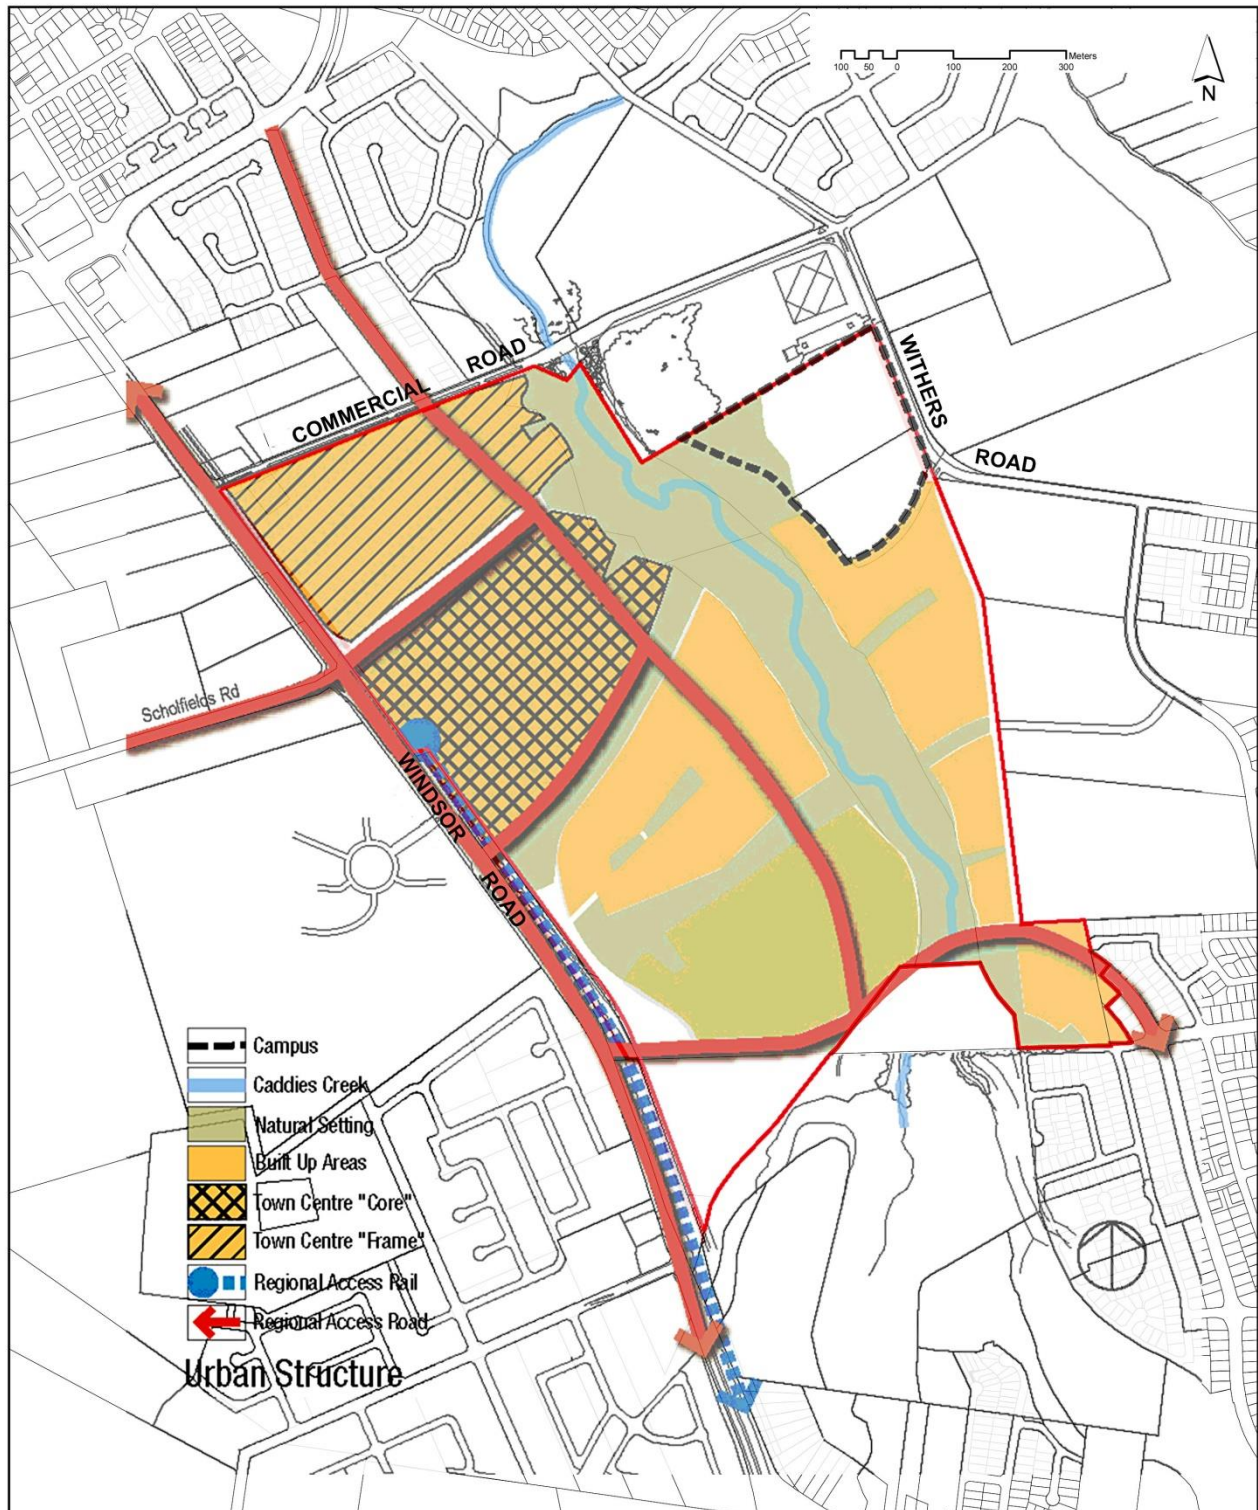 100 50 0 100 200 300 Meters
N
COMMERCIAL ROAD
WITHERS ROAD
Scholfields Rd
WINDSOR ROAD
Campus
Caddies Creek
Natural Setting
Built Up Areas
Town Centre "Core"
Town Centre "Frame"
Regional Access Rail
Regional Access Road
Urban Structure